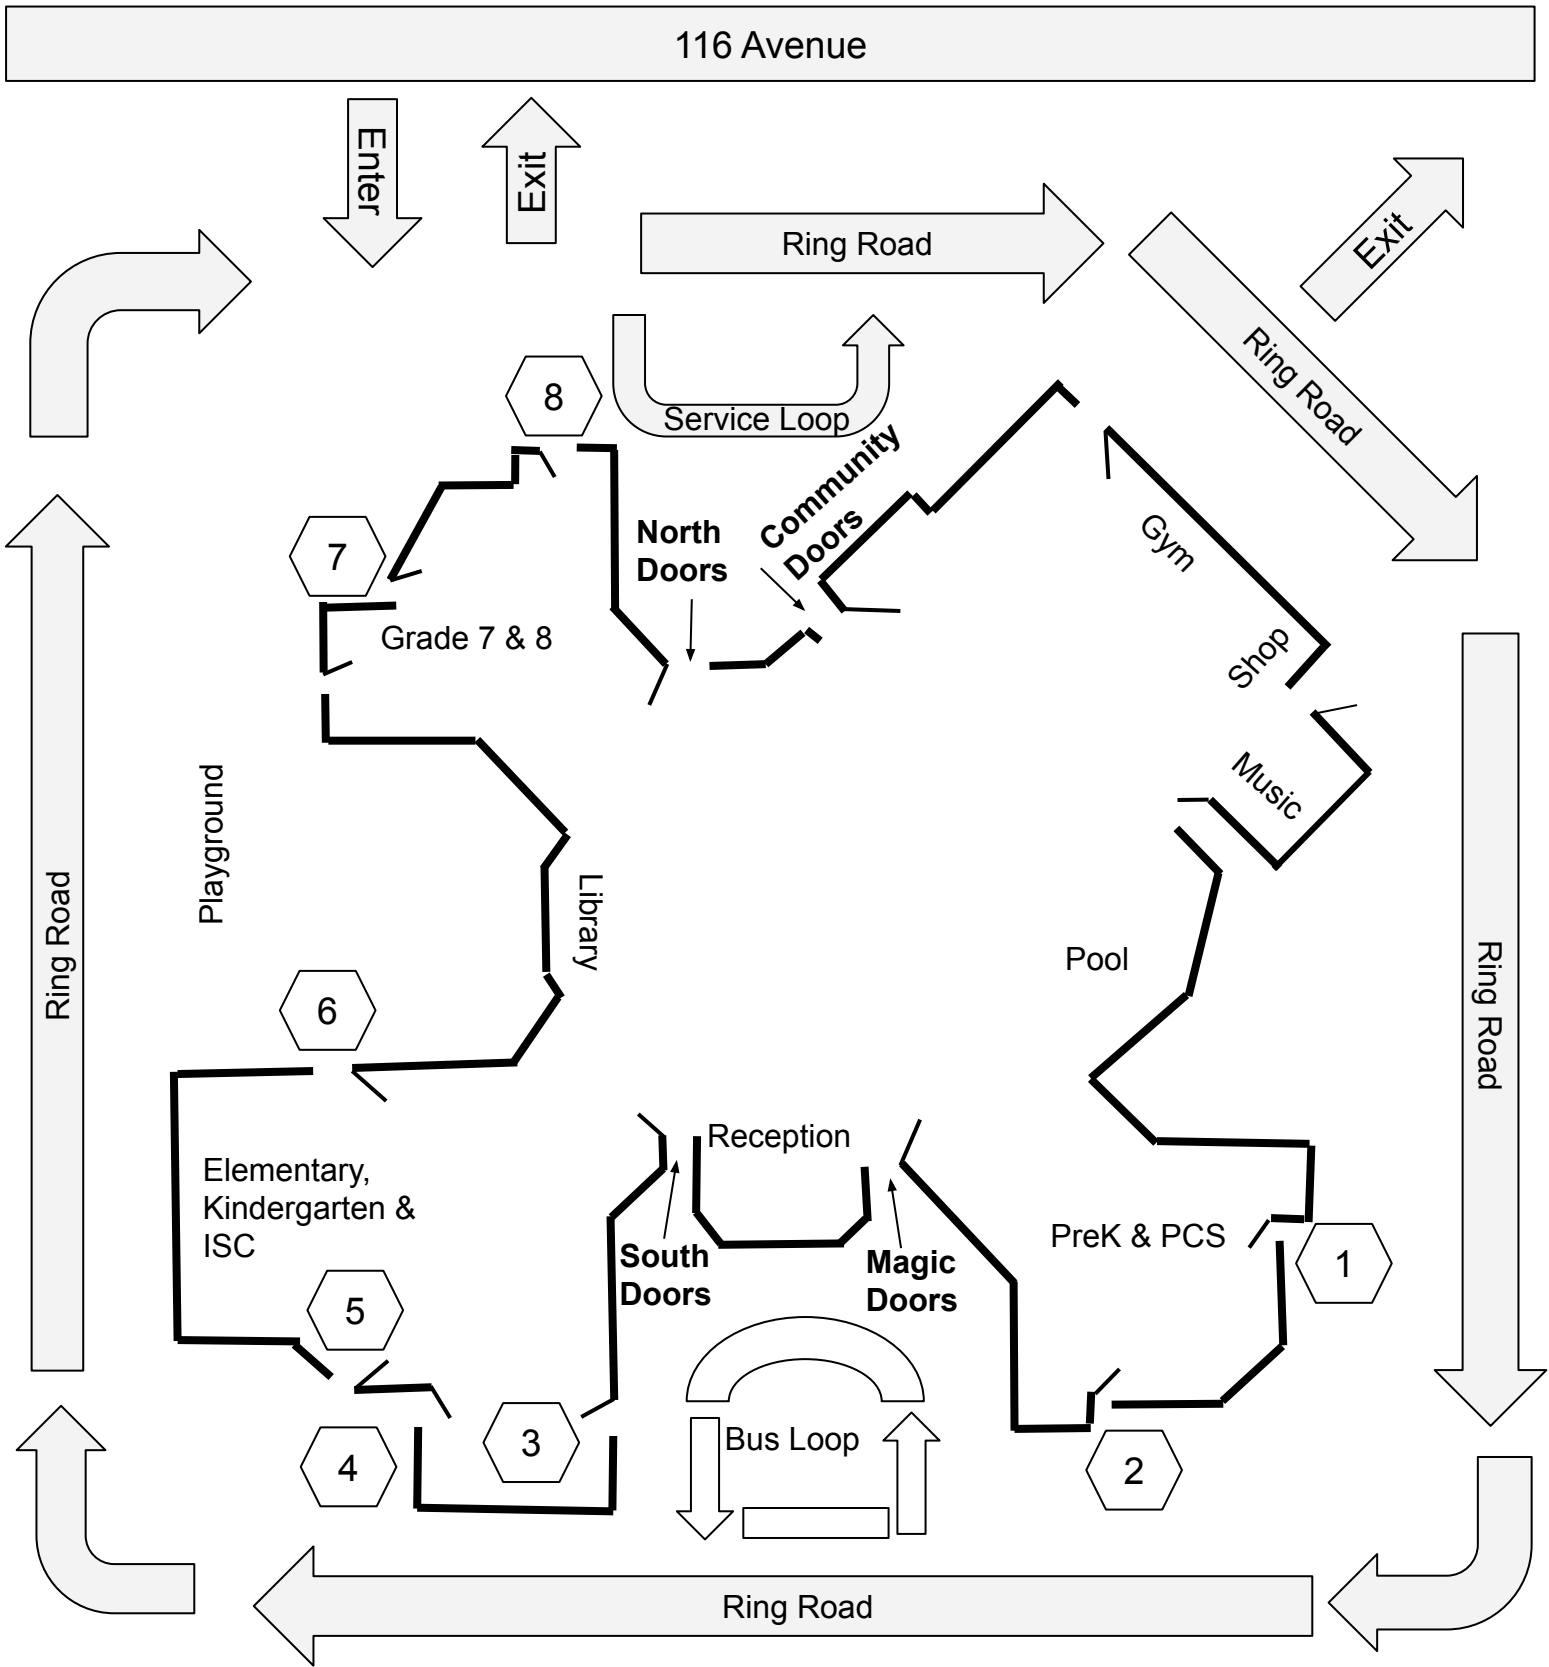 116 Avenue
Enter
Exit
Exit
Ring Road
Ring Road
8
Service Loop
Community
Doors
North
Doors
7
Gym
Grade 7 & 8
Shop
Music
Playground
Library
Ring Road
Pool
Ring Road
6
Reception
Elementary,
Kindergarten &
ISC
PreK & PCS
1
South
Doors
Magic
Doors
5
Bus Loop
3
4
2
Ring Road